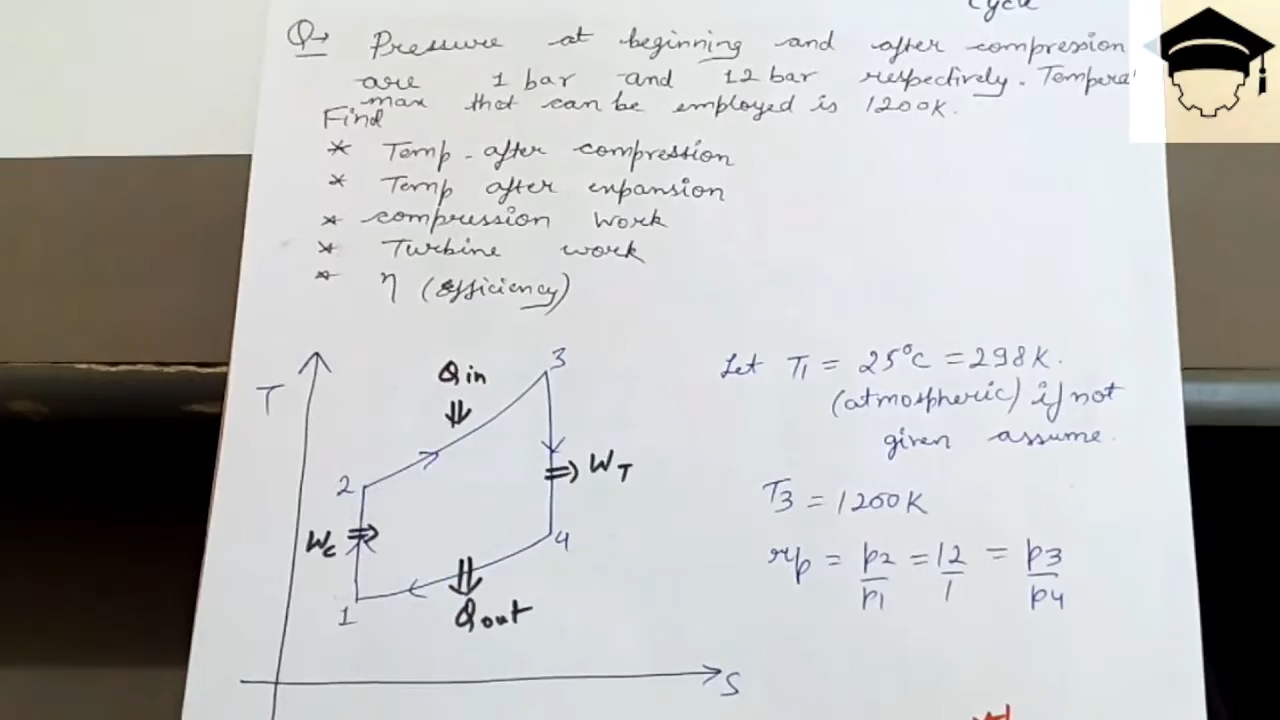 cycle
Q→ Pressure at beginning and after compression
are 1 bar and 12 bar respectively. Tempera
max that can be employed is 1200K.
Find
* Temp. after compression
* Temp after expansion
* compression work
* Turbine work
* η (efficiency)
T
Qin
3
2
WT
Wc
4
1
Qout
S
Let T1 = 25°C = 298K.
(atmospheric) if not
given assume.
T3 = 1200K
rp = p2/p1 = 12/1 = p3/p4